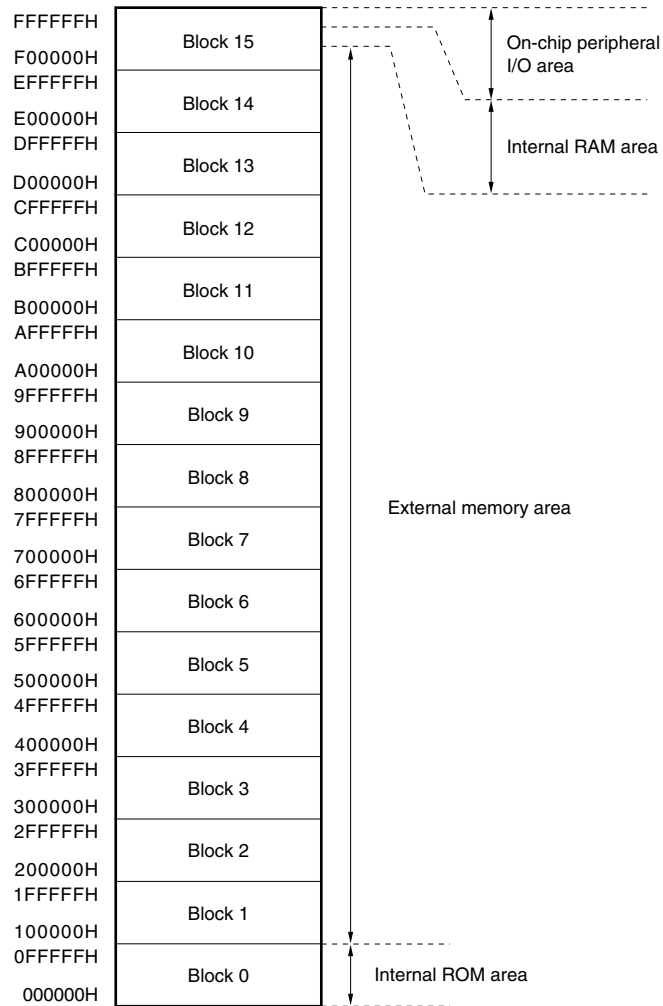 FFFFFFH
Block 15
F00000H
EFFFFFH
Block 14
E00000H
DFFFFFH
Block 13
D00000H
CFFFFFH
Block 12
C00000H
BFFFFFH
Block 11
B00000H
AFFFFFH
Block 10
A00000H
9FFFFFH
Block 9
900000H
8FFFFFH
Block 8
800000H
7FFFFFH
Block 7
700000H
6FFFFFH
Block 6
600000H
5FFFFFH
Block 5
500000H
4FFFFFH
Block 4
400000H
3FFFFFH
Block 3
300000H
2FFFFFH
Block 2
200000H
1FFFFFH
Block 1
100000H
0FFFFFH
Block 0
000000H
On-chip peripheral
I/O area
Internal RAM area
External memory area
Internal ROM area